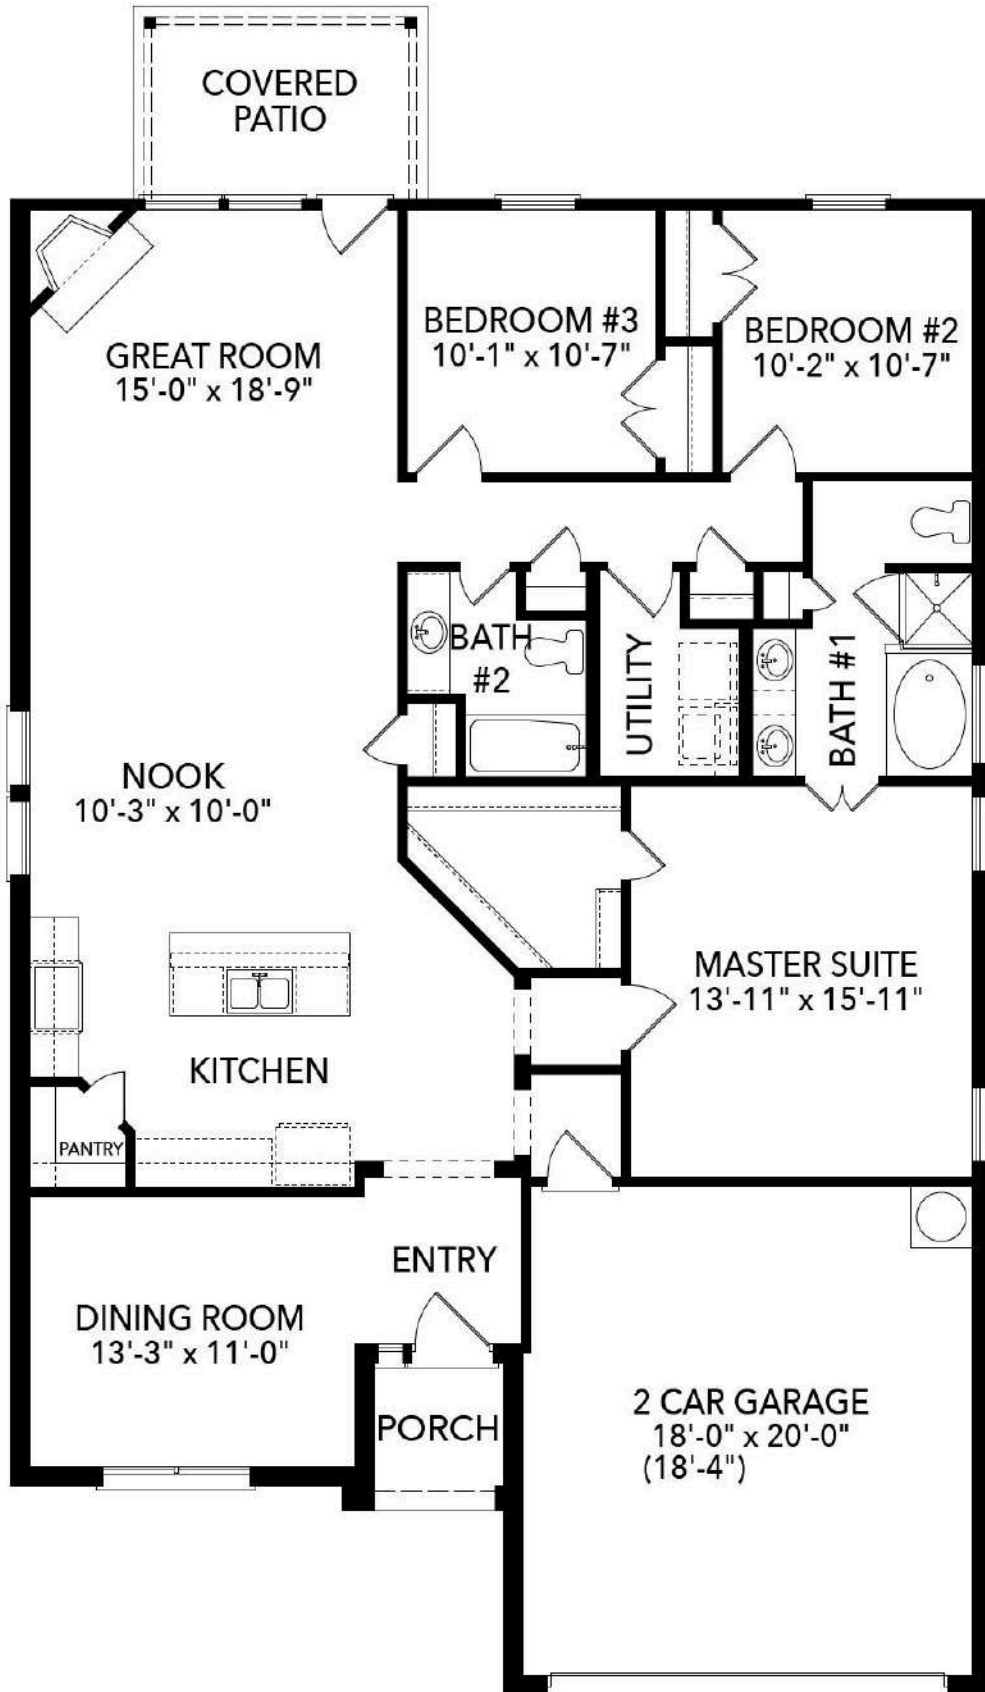 COVERED
PATIO
BEDROOM #3
10'-1" x 10'-7"
BEDROOM #2
10'-2" x 10'-7"
GREAT ROOM
15'-0" x 18'-9"
BATH
#2
UTILITY
BATH #1
NOOK
10'-3" x 10'-0"
MASTER SUITE
13'-11" x 15'-11"
KITCHEN
PANTRY
ENTRY
DINING ROOM
13'-3" x 11'-0"
PORCH
2 CAR GARAGE
18'-0" x 20'-0"
(18'-4")